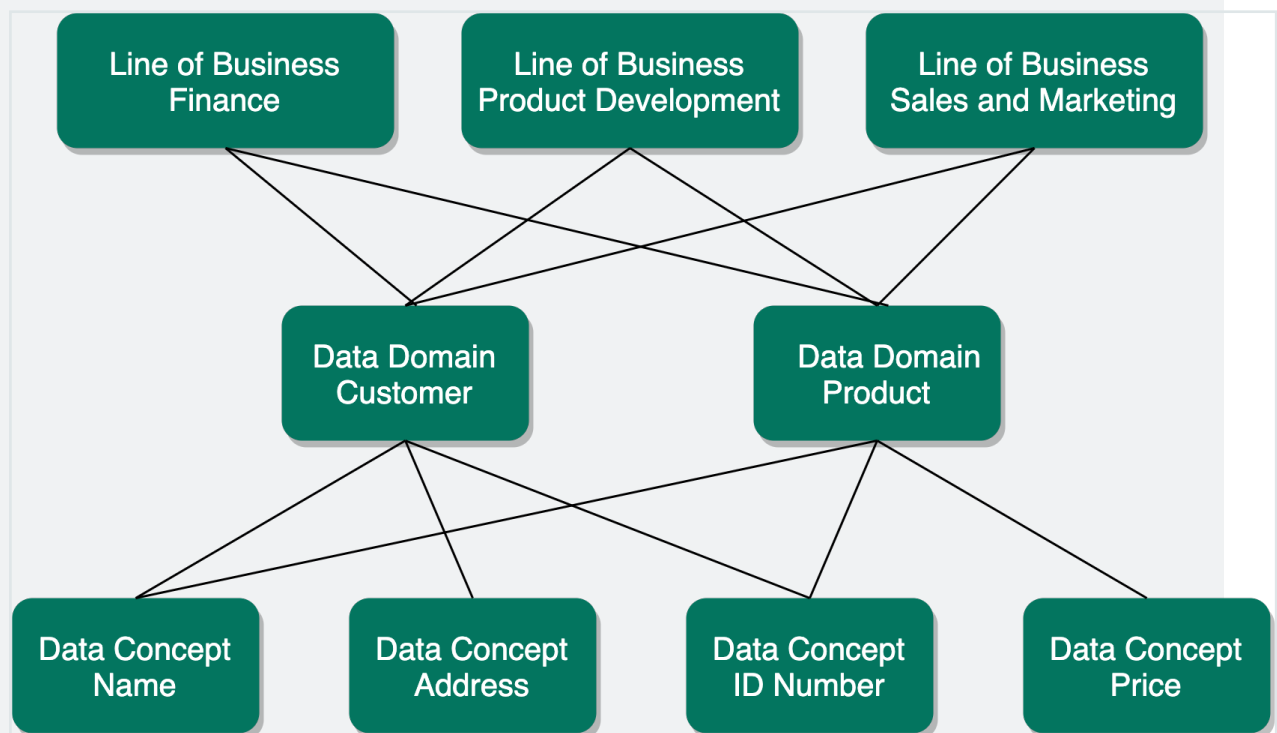 Line of Business
Finance
Line of Business
Product Development
Line of Business
Sales and Marketing
Data Domain
Customer
Data Domain
Product
Data Concept
Name
Data Concept
Address
Data Concept
ID Number
Data Concept
Price